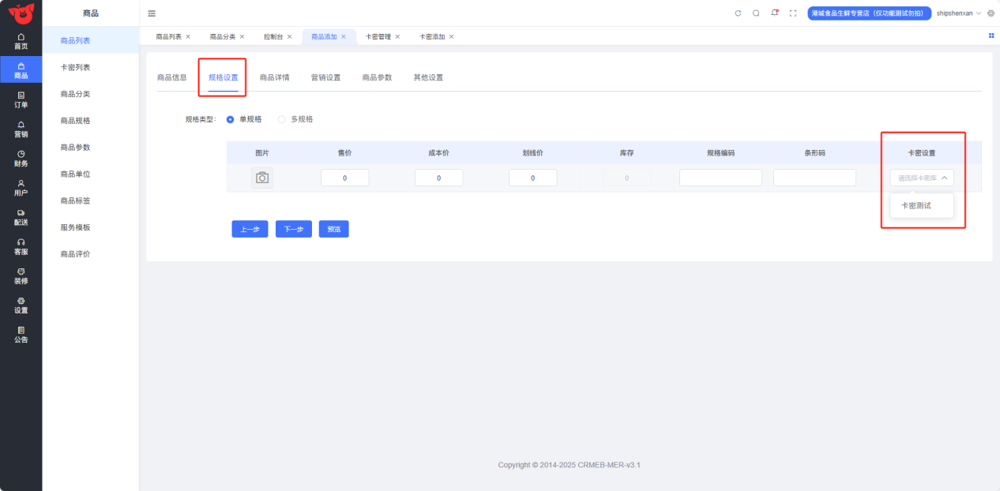 商品
港城食品生鲜专营店（仅功能测试勿拍）
shipshenxan
首页
商品
订单
营销
财务
用户
配送
客服
装修
设置
公告
商品列表
卡密列表
商品分类
商品规格
商品参数
商品单位
商品标签
服务模板
商品评价
商品列表 × 商品分类 × 控制台 × 商品添加 × 卡密管理 × 卡密添加 ×
商品信息 规格设置 商品详情 营销设置 商品参数 其他设置
规格类型： 单规格 多规格
图片 售价 成本价 划线价 库存 规格编码 条形码 卡密设置
0 0 0 0 请选择卡密库
卡密测试
上一步 下一步 预览
Copyright © 2014-2025 CRMEB-MER-v3.1